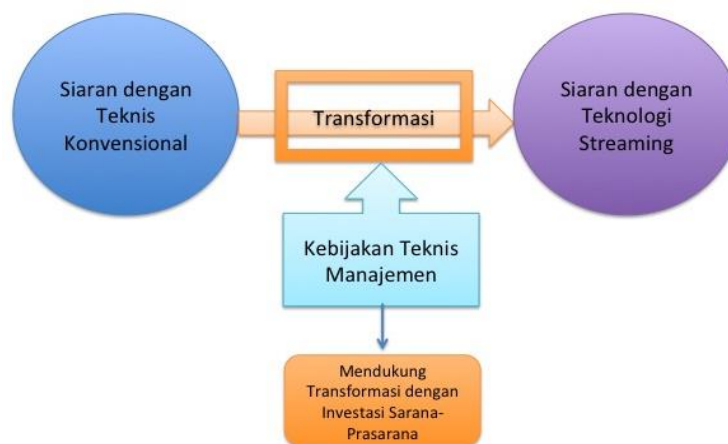 Siaran dengan
Teknis
Konvensional
Transformasi
Siaran dengan
Teknologi
Streaming
Kebijakan Teknis
Manajemen
Mendukung
Transformasi dengan
Investasi Sarana-
Prasarana